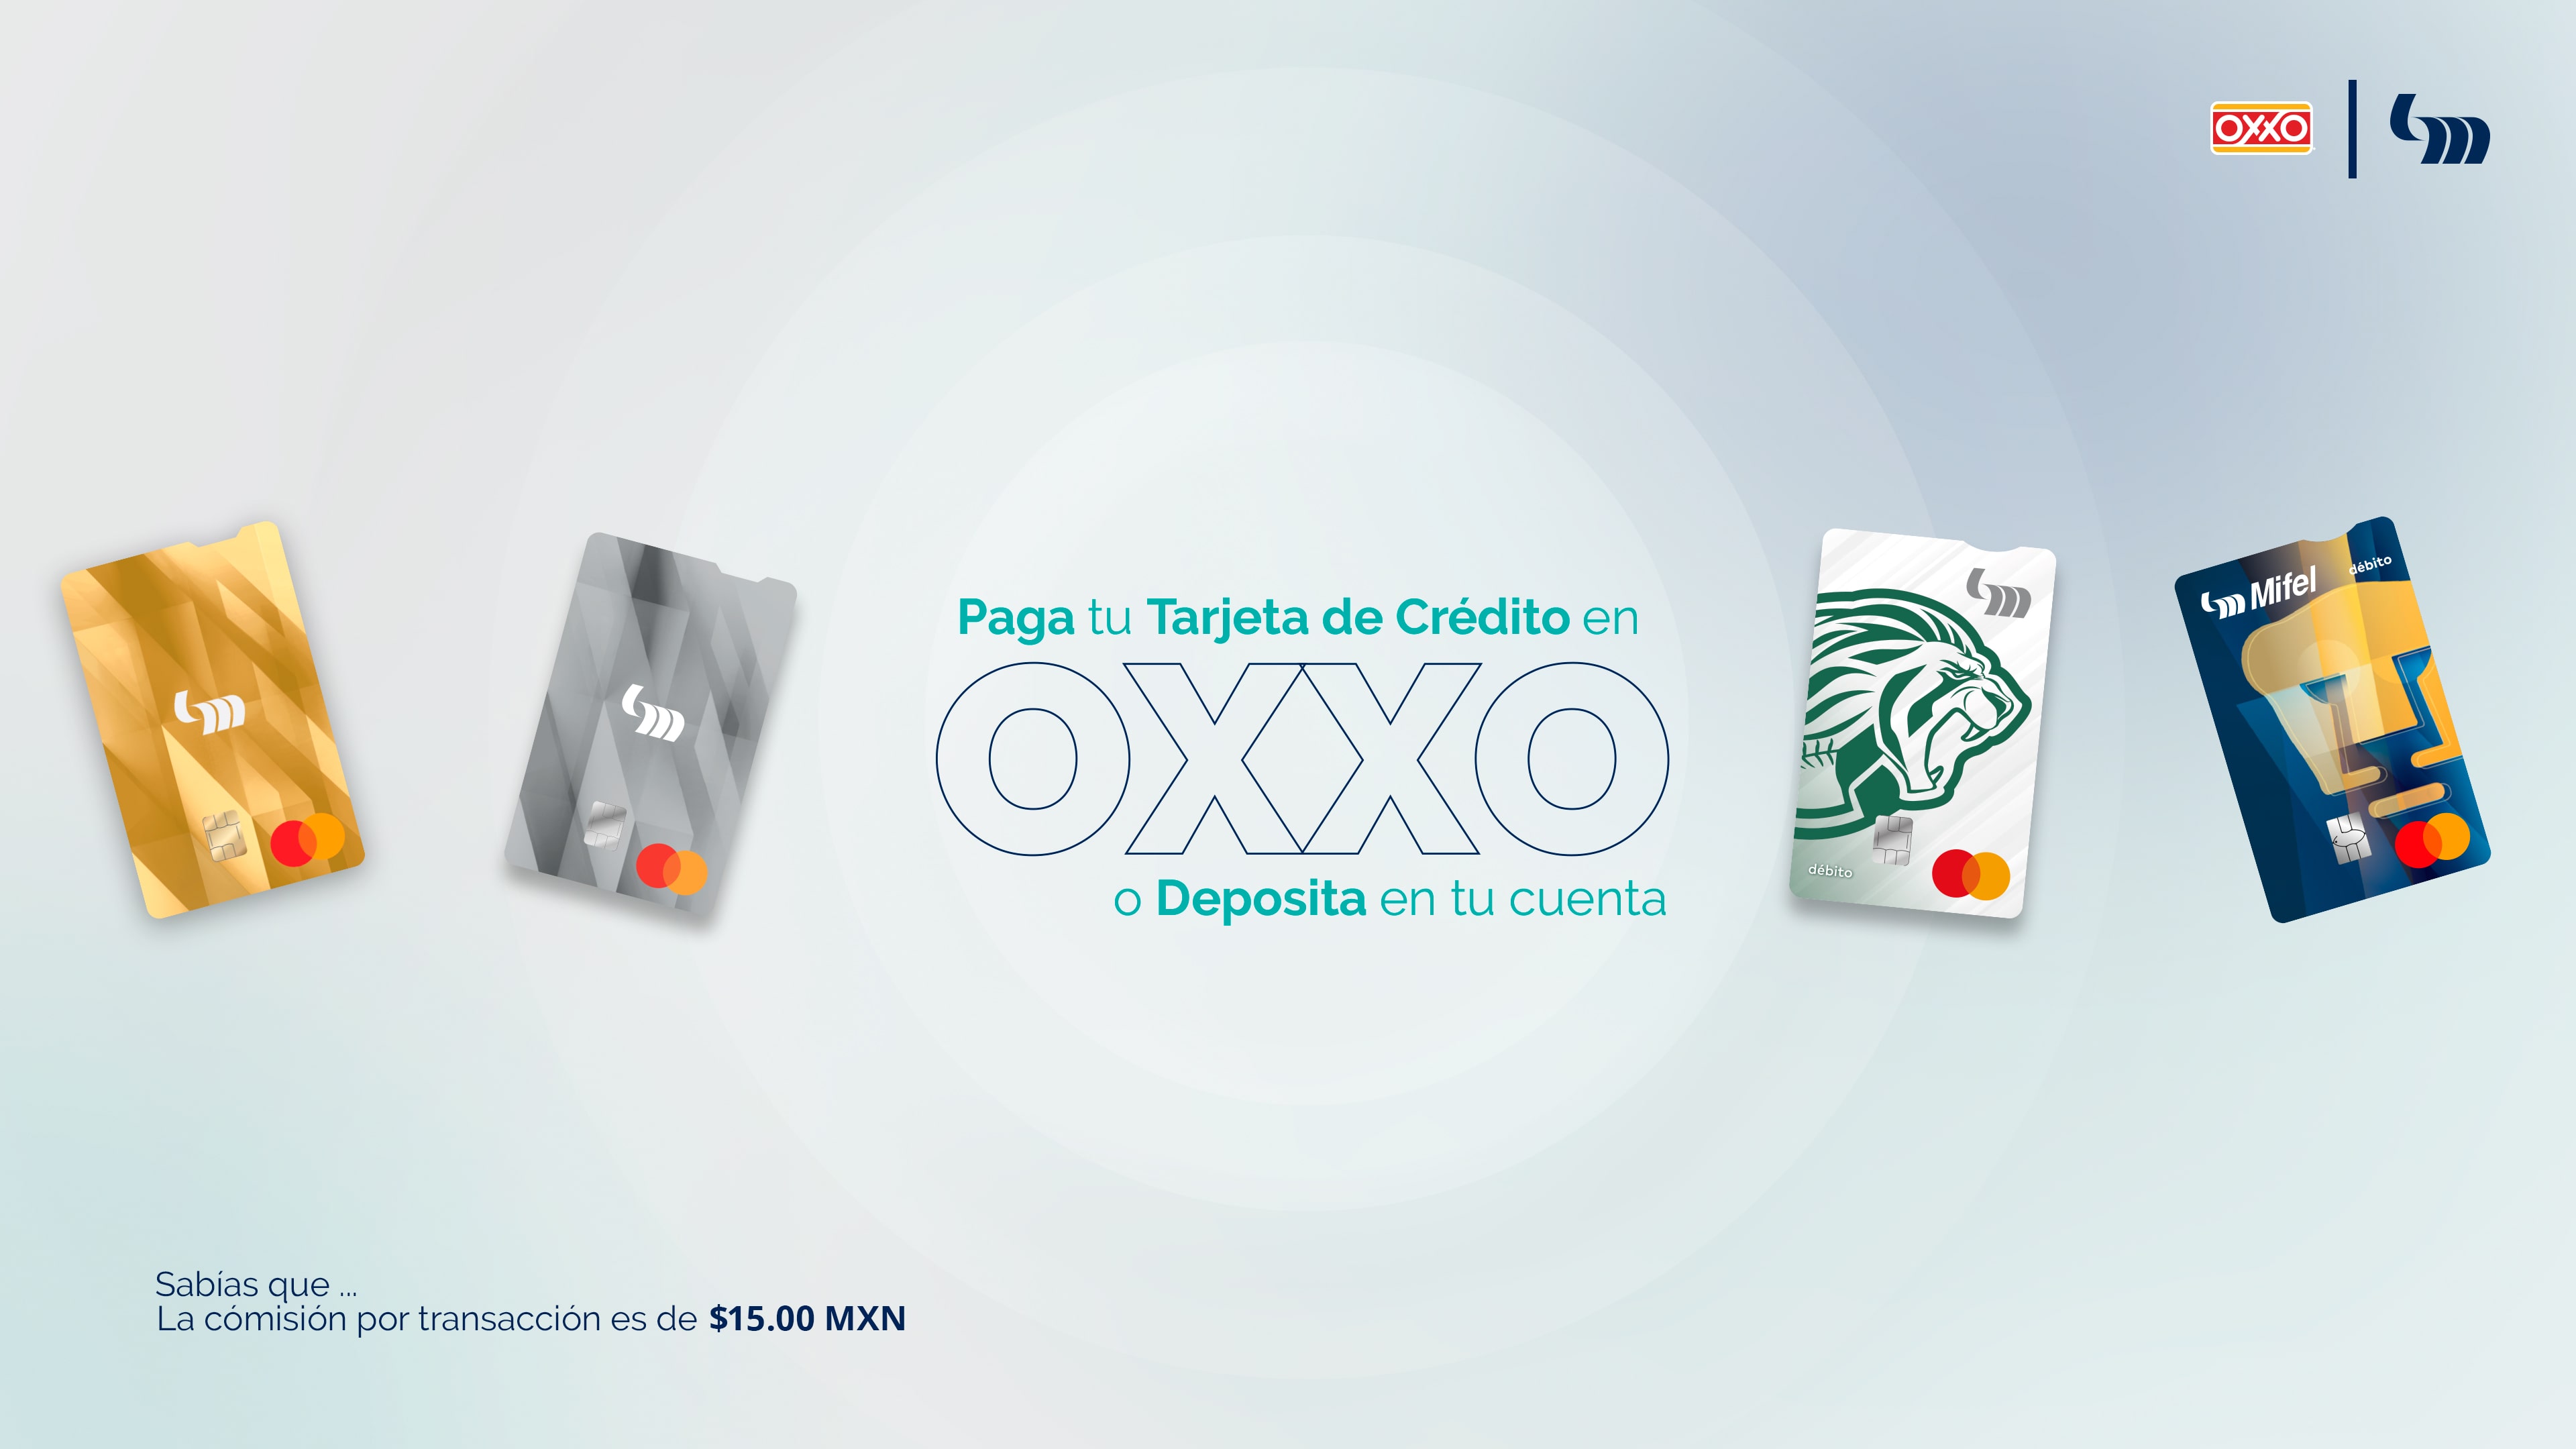 OXXO
Mifel
débito
Paga tu Tarjeta de Crédito en
OXXO
o Deposita en tu cuenta
débito
Sabías que ...
La cómisión por transacción es de $15.00 MXN